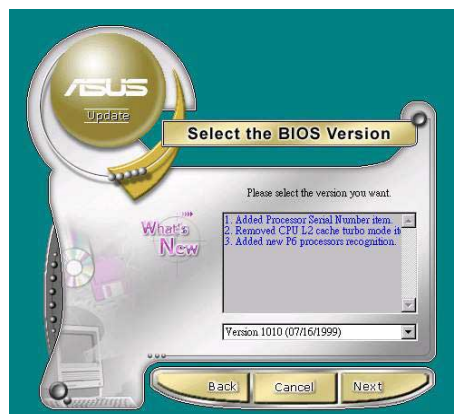 ASUS
Update
Select the BIOS Version
Please select the version you want.
What's
New
1. Added Processor Serial Number item.
2. Removed CPU L2 cache turbo mode it
3. Added new P6 processors recognition.
Version 1010 (07/16/1999)
Back
Cancel
Next